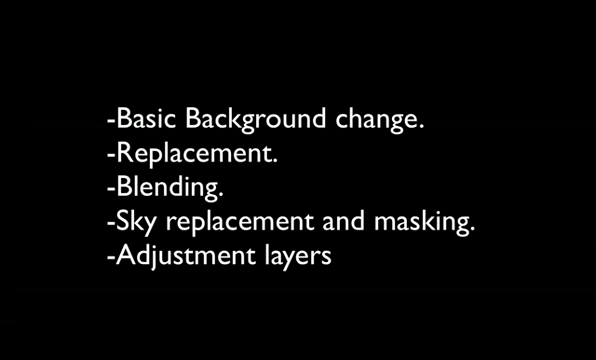 -Basic Background change.
-Replacement.
-Blending.
-Sky replacement and masking.
-Adjustment layers